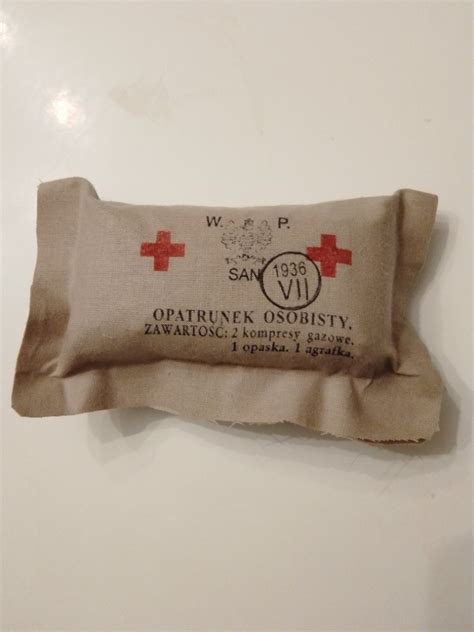 W. P.
SAN
1936
VII
OPATRUNEK OSOBISTY.
ZAWARTOŚĆ: 2 kompresy gazowe.
1 opaska. 1 agrafka.